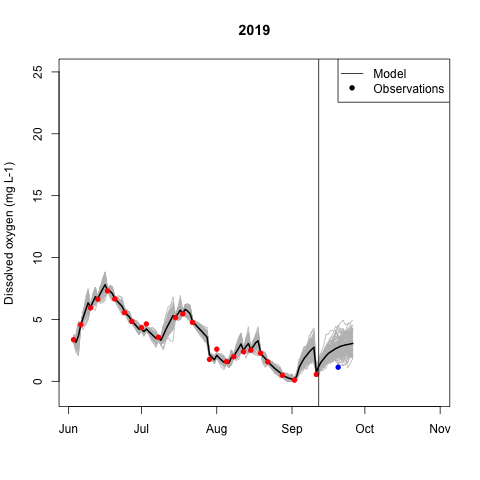 2019
Model
Observations
Dissolved oxygen (mg L-1)
25
20
15
10
5
0
Jun Jul Aug Sep Oct Nov